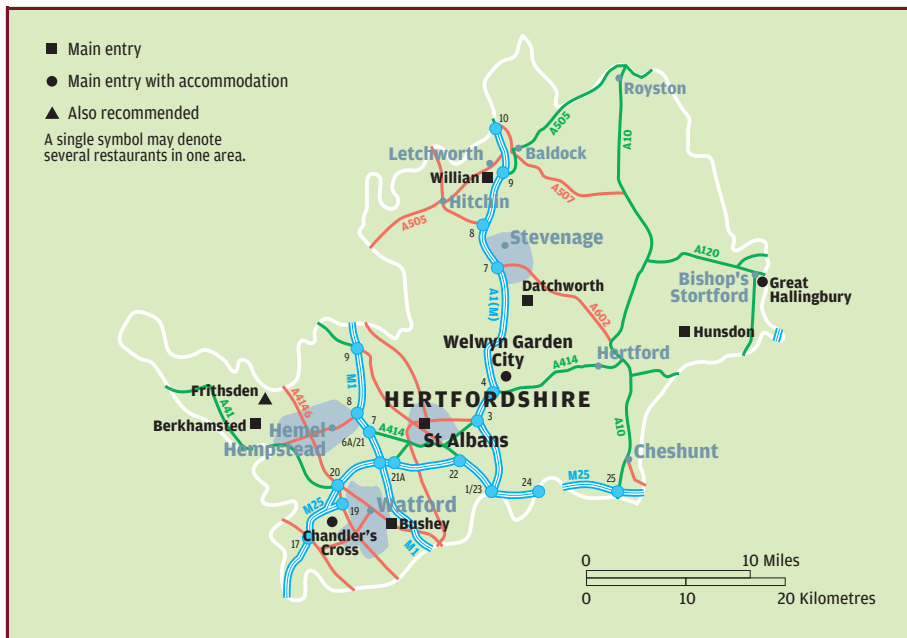 Main entry
Main entry with accommodation
Also recommended
A single symbol may denote
several restaurants in one area.
Royston
10
A505
A10
Letchworth
Baldock
Willian
9
A507
Hitchin
A505
8
Stevenage
7
A120
Bishop's
Stortford
Great
Hallingbury
Datchworth
A1(M)
A602
Hunsdon
Welwyn Garden
City
Hertford
A414
4
9
M1
Frithsden
A41
A4146
8
HERTFORDSHIRE
3
Berkhamsted
7
A414
St Albans
Hemel
Hempstead
6A/21
A10
Cheshunt
20
21A
22
1/23
24
M25
25
M25
19
Watford
Bushey
17
Chandler's
Cross
M1
0
10 Miles
0
10
20 Kilometres